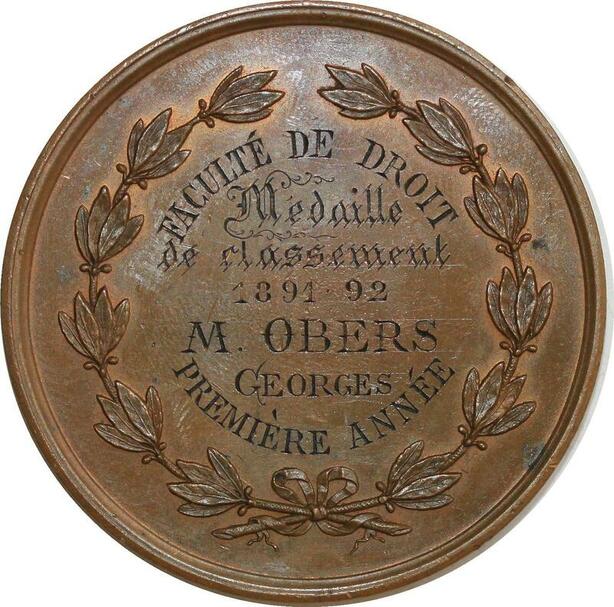 FACULTÉ DE DROIT
Médaille
de classement
1891-92
M. OBERS
GEORGES
PREMIÈRE ANNÉE